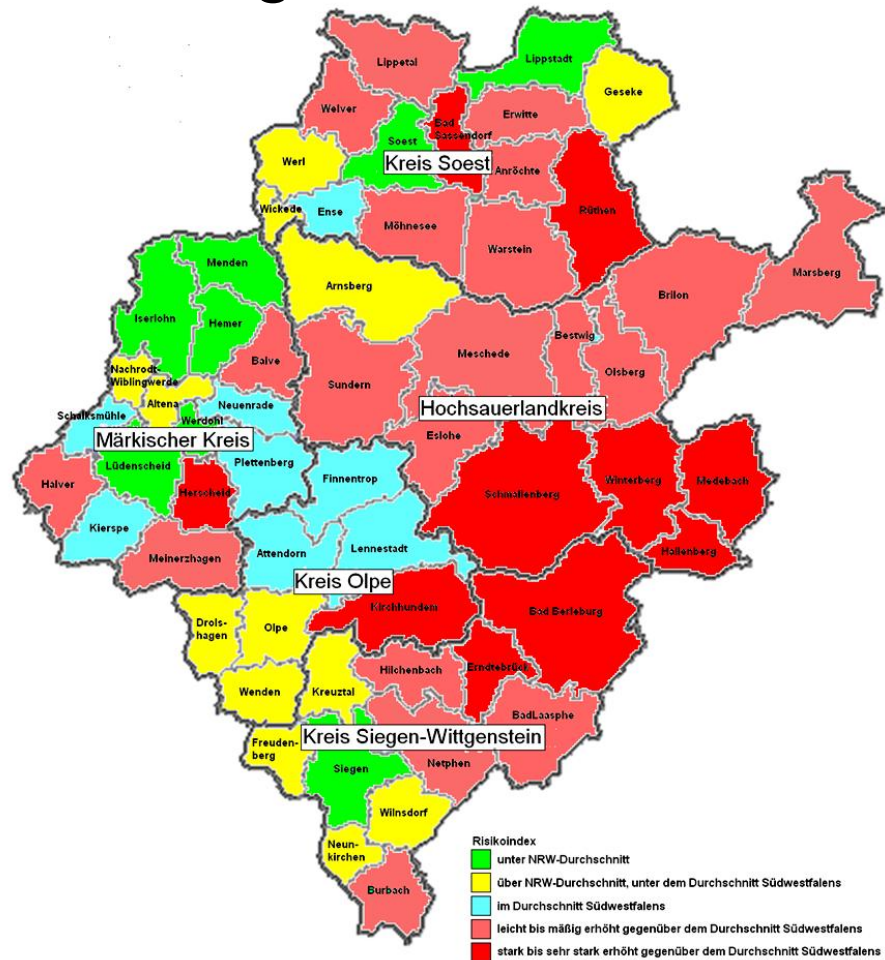 Lippetal
Lippstadt
Geseke
Welver
Soest
Bad
Sassendorf
Erwitte
Kreis Soest
Anröchte
Werl
Wickede
Ense
Möhnesee
Warstein
Rüthen
Marsberg
Menden
Arnsberg
Brilon
Iserlohn
Hemer
Balve
Sundern
Meschede
Bestwig
Olsberg
Nachrodt-
Wiblingwerde
Altena
Neuenrade
Schalksmühle
Werdohl
Märkischer Kreis
Hochsauerlandkreis
Eslohe
Lüdenscheid
Plettenberg
Finnentrop
Halver
Herscheid
Schmallenberg
Winterberg
Medebach
Kierspe
Attendorn
Lennestadt
Hallenberg
Meinerzhagen
Kreis Olpe
Kirchhundem
Bad Berleburg
Drols-
hagen
Olpe
Hilchenbach
Erndtebrück
Wenden
Kreuztal
BadLaasphe
Freuden-
berg
Kreis Siegen-Wittgenstein
Siegen
Netphen
Wilnsdorf
Neun-
kirchen
Burbach
Risikoindex
unter NRW-Durchschnitt
über NRW-Durchschnitt, unter dem Durchschnitt Südwestfalens
im Durchschnitt Südwestfalens
leicht bis mäßig erhöht gegenüber dem Durchschnitt Südwestfalens
stark bis sehr stark erhöht gegenüber dem Durchschnitt Südwestfalens